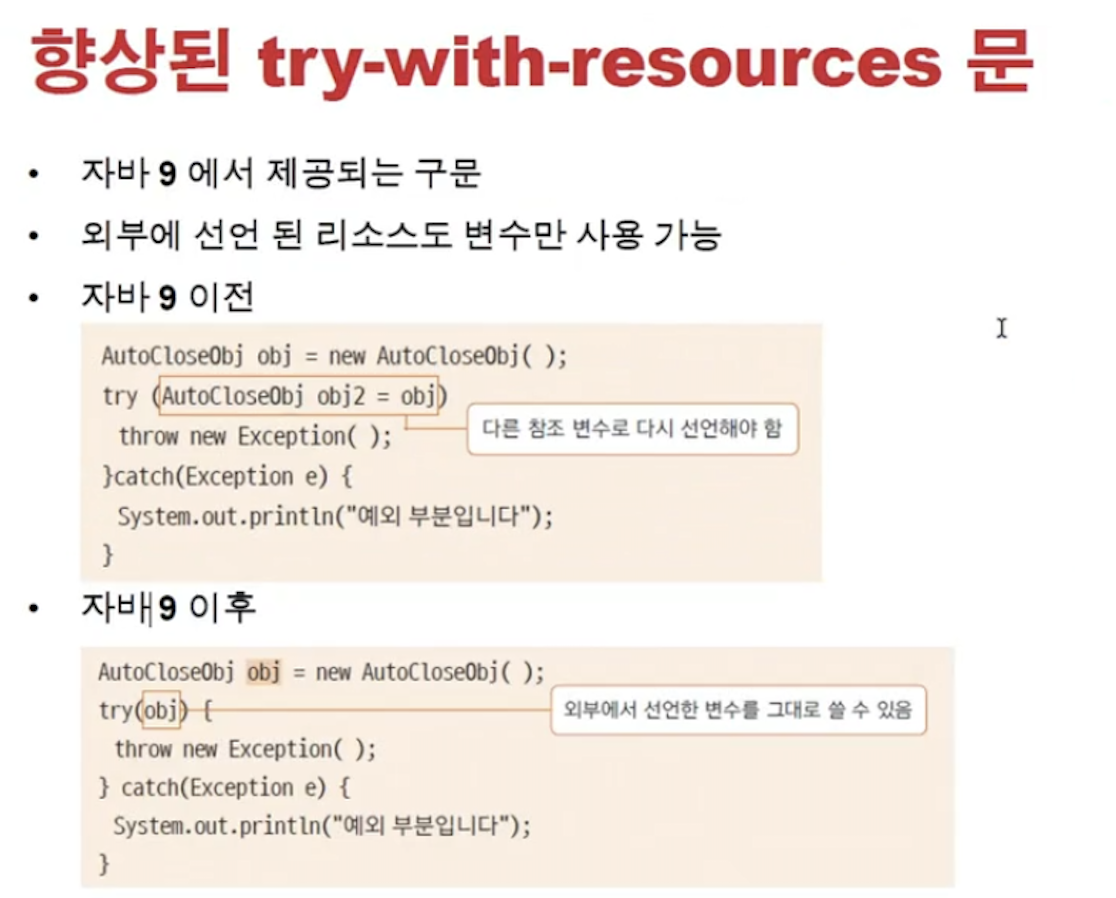 향상된 try-with-resources 문
• 자바 9 에서 제공되는 구문
• 외부에 선언 된 리소스도 변수만 사용 가능
• 자바 9 이전
AutoCloseObj obj = new AutoCloseObj( );
try (AutoCloseObj obj2 = obj)
다른 참조 변수로 다시 선언해야 함
throw new Exception( );
}catch(Exception e) {
System.out.println("예외 부분입니다");
}
• 자바 9 이후
AutoCloseObj obj = new AutoCloseObj( );
try(obj) {
외부에서 선언한 변수를 그대로 쓸 수 있음
throw new Exception( );
} catch(Exception e) {
System.out.println("예외 부분입니다");
}